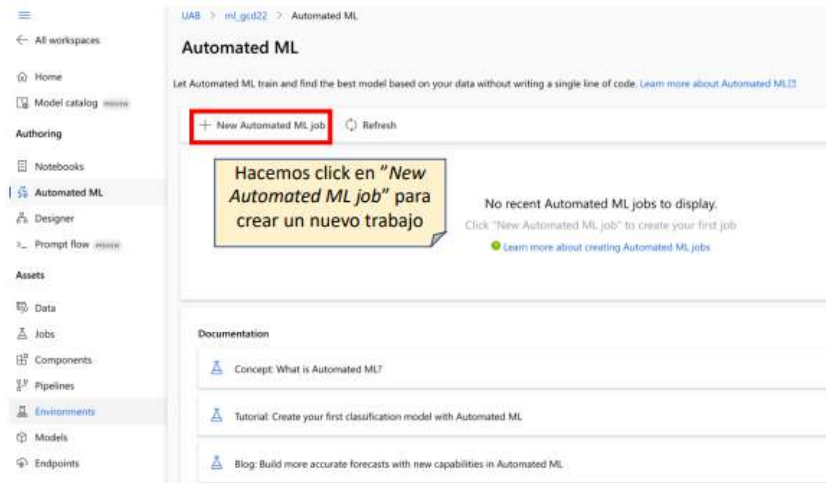 UAB > ml_gcd22 > Automated ML
All workspaces
Home
Model catalog PREVIEW
Authoring
Notebooks
Automated ML
Designer
Prompt flow PREVIEW
Assets
Data
Jobs
Components
Pipelines
Environments
Models
Endpoints
Automated ML
Let Automated ML train and find the best model based on your data without writing a single line of code. Learn more about Automated ML
New Automated ML job
Refresh
Hacemos click en "New
Automated ML job" para
crear un nuevo trabajo
No recent Automated ML jobs to display.
Click "New Automated ML job" to create your first job
Learn more about creating Automated ML jobs
Documentation
Concept: What is Automated ML?
Tutorial: Create your first classification model with Automated ML
Blog: Build more accurate forecasts with new capabilities in Automated ML